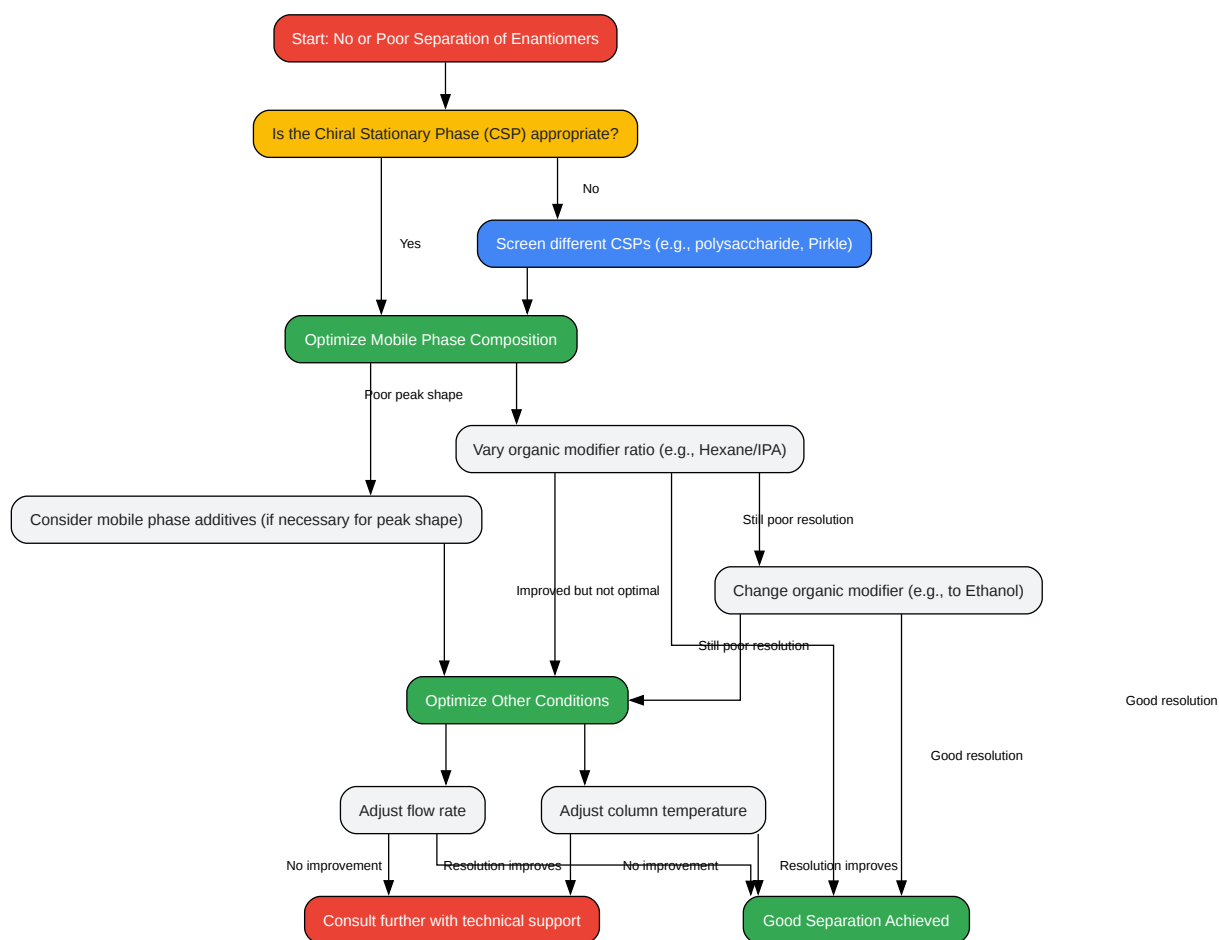 Start: No or Poor Separation of Enantiomers
Is the Chiral Stationary Phase (CSP) appropriate?
No
Yes
Screen different CSPs (e.g., polysaccharide, Pirkle)
Optimize Mobile Phase Composition
Poor peak shape
Vary organic modifier ratio (e.g., Hexane/IPA)
Consider mobile phase additives (if necessary for peak shape)
Still poor resolution
Improved but not optimal
Change organic modifier (e.g., to Ethanol)
Still poor resolution
Optimize Other Conditions
Good resolution
Good resolution
Adjust flow rate
Adjust column temperature
No improvement
Resolution improves
No improvement
Resolution improves
Consult further with technical support
Good Separation Achieved